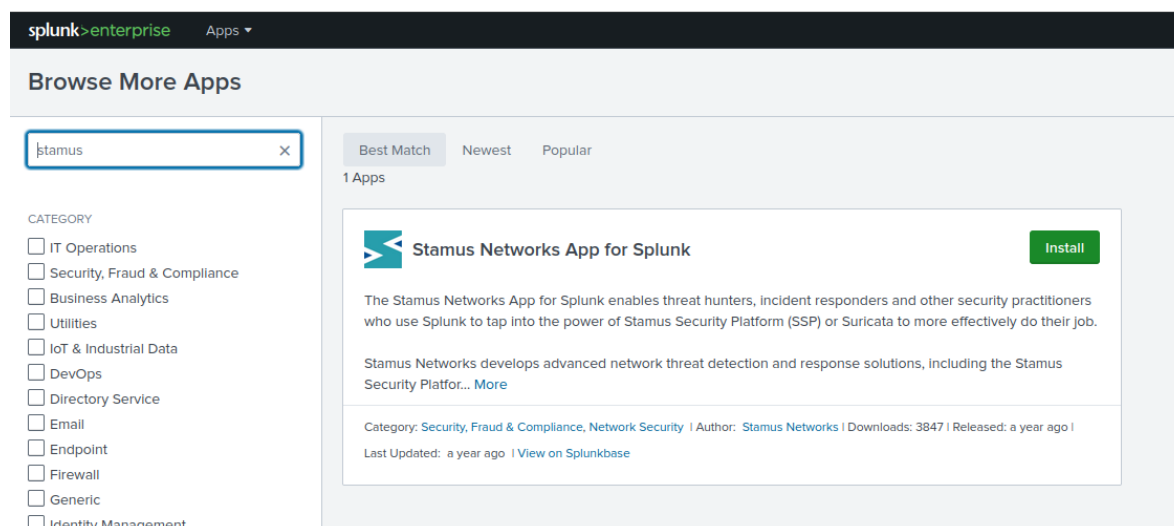 splunk>enterprise Apps
Browse More Apps
stamus
CATEGORY
IT Operations
Security, Fraud & Compliance
Business Analytics
Utilities
IoT & Industrial Data
DevOps
Directory Service
Email
Endpoint
Firewall
Generic
Identity Management
Best Match Newest Popular
1 Apps
Stamus Networks App for Splunk
Install
The Stamus Networks App for Splunk enables threat hunters, incident responders and other security practitioners
who use Splunk to tap into the power of Stamus Security Platform (SSP) or Suricata to more effectively do their job.
Stamus Networks develops advanced network threat detection and response solutions, including the Stamus
Security Platfor... More
Category: Security, Fraud & Compliance, Network Security | Author: Stamus Networks | Downloads: 3847 | Released: a year ago |
Last Updated: a year ago | View on Splunkbase